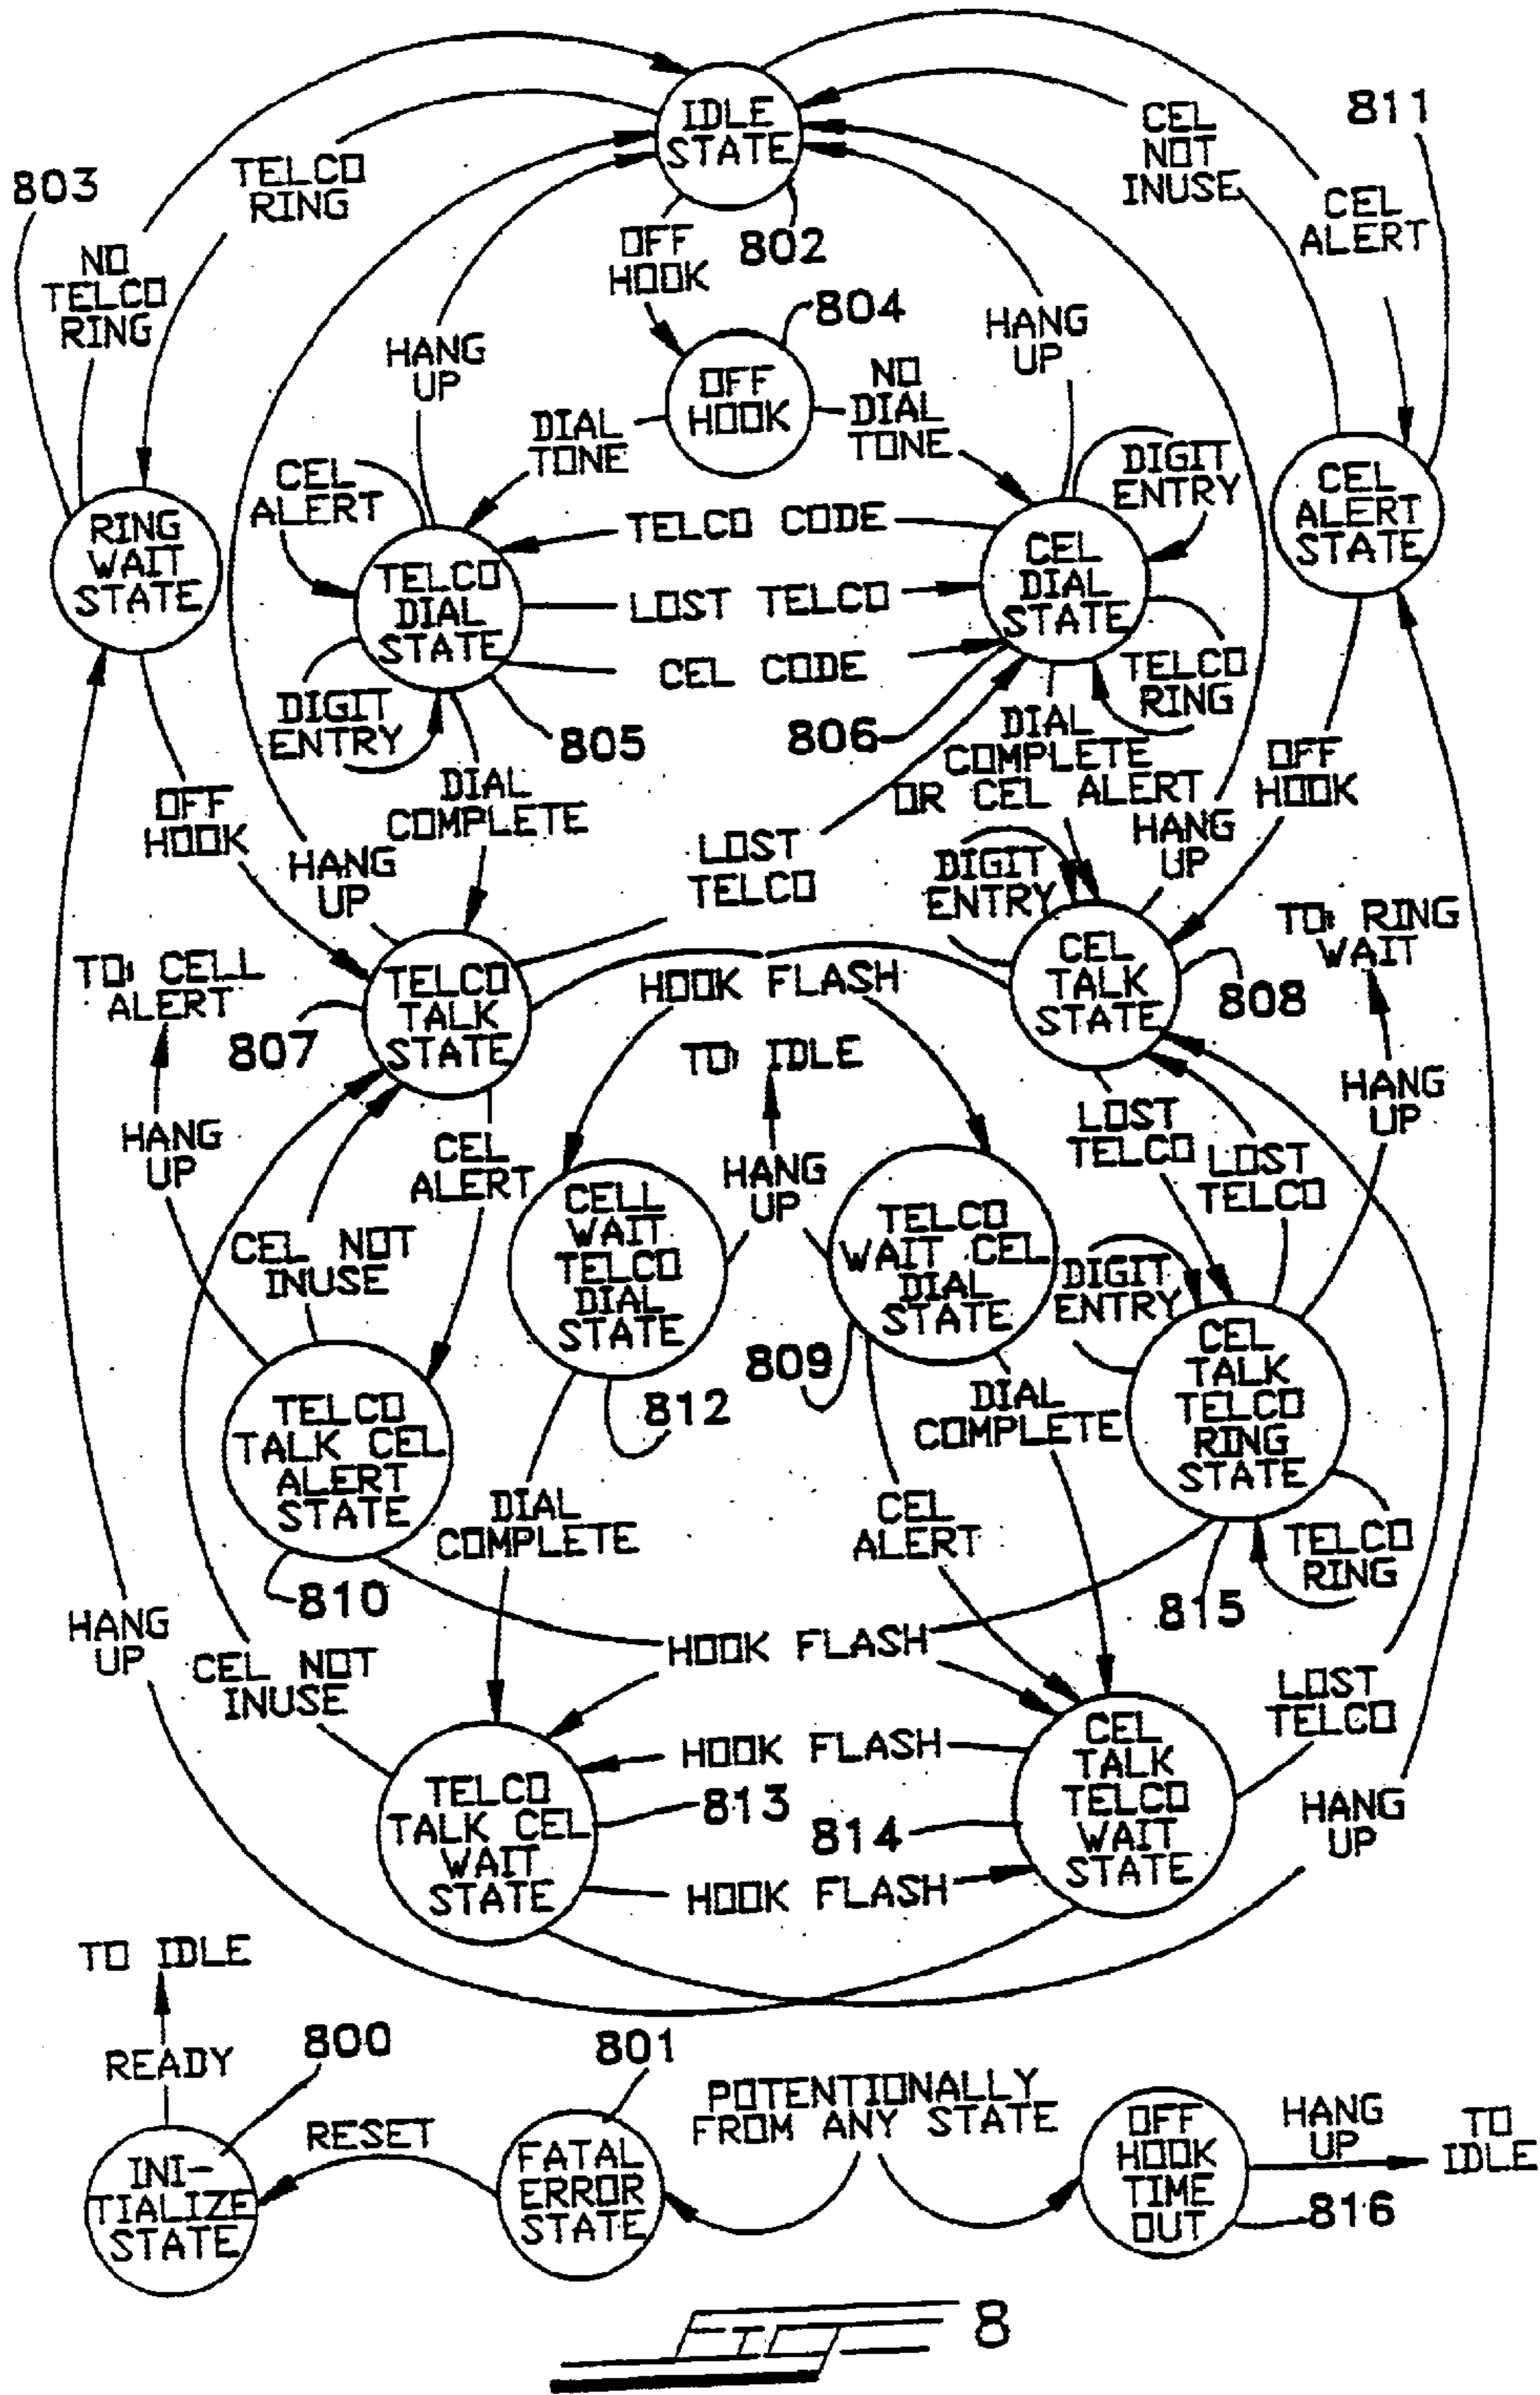 IDLE
STATE
802
811
803
TELCO
RING
NO
TELCO
RING
CEL
NOT
INUSE
CEL
ALERT
OFF
HOOK
804
HANG
UP
HANG
UP
OFF
HOOK
DIAL
TONE
NO
DIAL
TONE
CEL
ALERT
DIGIT
ENTRY
RING
WAIT
STATE
CEL
ALERT
STATE
TELCO CODE
TELCO
DIAL
STATE
LOST TELCO
CEL
DIAL
STATE
CEL CODE
DIGIT
ENTRY
805
806
TELCO
RING
DIAL
COMPLETE
DIAL
COMPLETE
OR CEL ALERT
OFF
HOOK
OFF
HOOK
HANG
UP
LOST
TELCO
HANG
UP
DIGIT
ENTRY
TO: CELL
ALERT
TO: RING
WAIT
TELCO
TALK
STATE
807
HOOK FLASH
CEL
TALK
STATE
808
TO: IDLE
HANG
UP
HANG
UP
CEL
ALERT
HANG
UP
LOST
TELCO
LOST
TELCO
CEL NOT
INUSE
CELL
WAIT
TELCO
DIAL
STATE
TELCO
WAIT CEL
DIAL
STATE
DIGIT
ENTRY
812
809
TELCO
TALK CEL
ALERT
STATE
810
CEL
TALK
TELCO
RING
STATE
815
DIAL
COMPLETE
DIAL
COMPLETE
CEL
ALERT
TELCO
RING
HANG
UP
CEL NOT
INUSE
HOOK FLASH
LOST
TELCO
HOOK FLASH
TELCO
TALK CEL
WAIT
STATE
813
814
CEL
TALK
TELCO
WAIT
STATE
HOOK FLASH
HANG
UP
TO IDLE
READY
800
INI-
TIALIZE
STATE
RESET
801
FATAL
ERROR
STATE
POTENTIONALLY
FROM ANY STATE
OFF
HOOK
TIME
OUT
816
HANG
UP
TO
IDLE
FIG 8